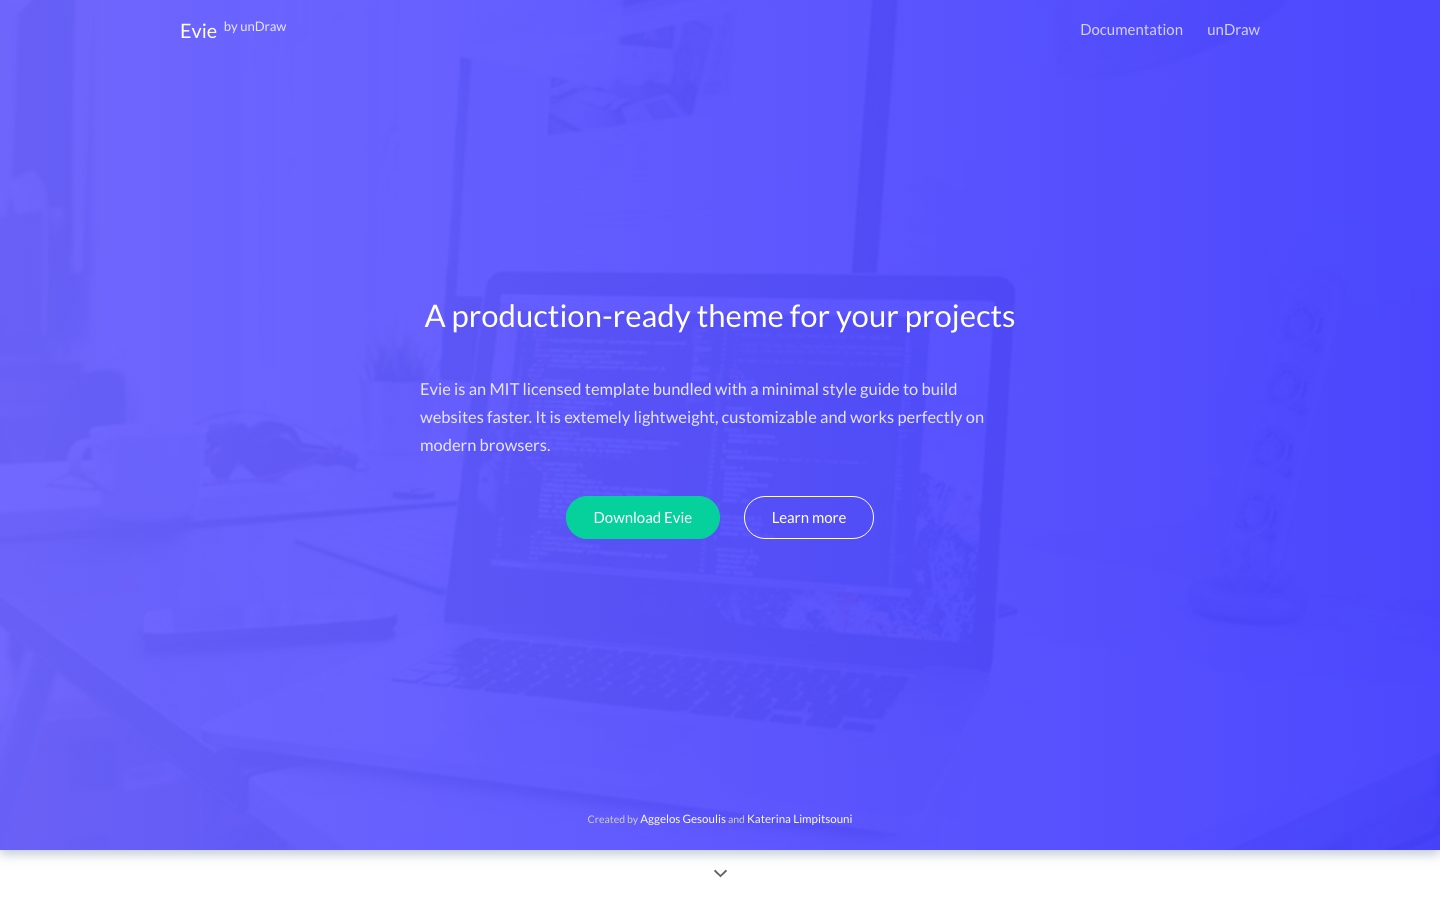 Evie by unDraw
Documentation
unDraw
A production-ready theme for your projects
Evie is an MIT licensed template bundled with a minimal style guide to build
websites faster. It is extemely lightweight, customizable and works perfectly on
modern browsers.
Download Evie
Learn more
Created by Aggelos Gesoulis and Katerina Limpitsouni